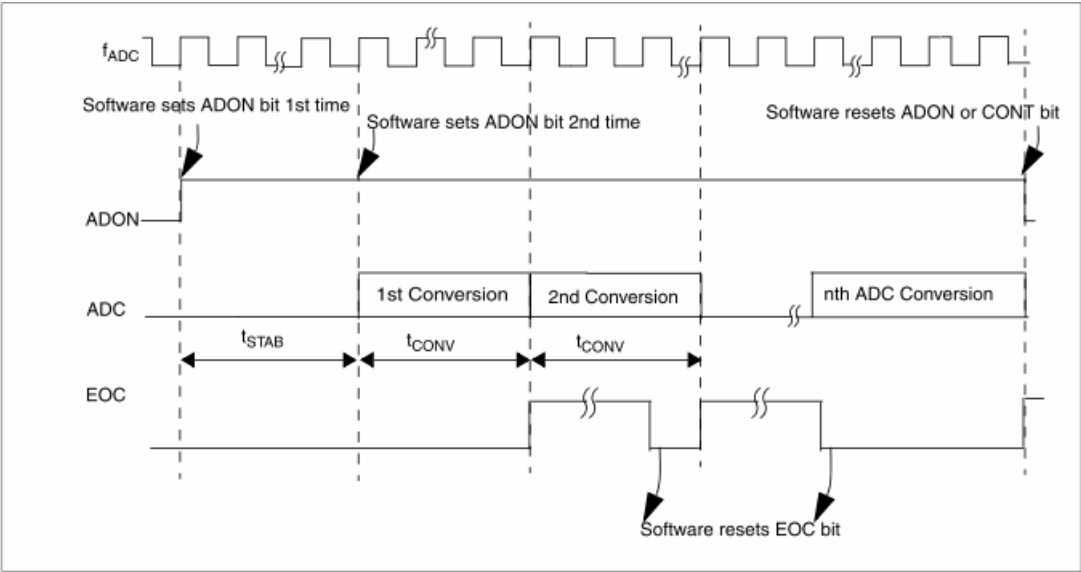 fADC
Software sets ADON bit 1st time
Software sets ADON bit 2nd time
Software resets ADON or CONT bit
ADON
ADC
1st Conversion
2nd Conversion
nth ADC Conversion
tSTAB
tCONV
tCONV
EOC
Software resets EOC bit